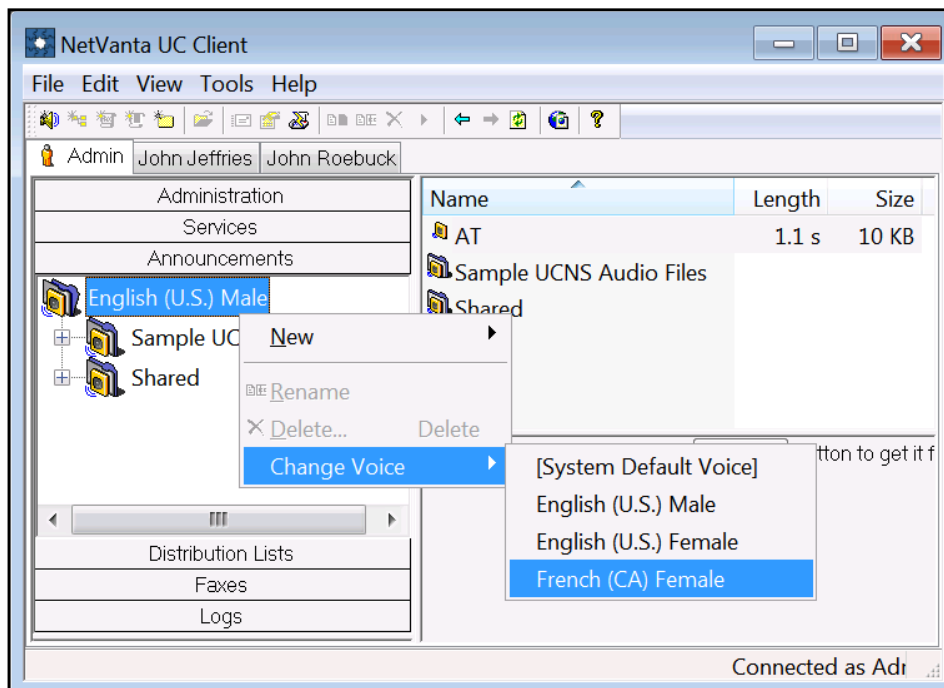 NetVanta UC Client
File Edit View Tools Help
Admin John Jeffries John Roebuck
Administration
Services
Announcements
English (U.S.) Male
Sample UC
Shared
Distribution Lists
Faxes
Logs
Name Length Size
AT 1.1 s 10 KB
Sample UCNS Audio Files
Shared
New
Rename
Delete... Delete
Change Voice
[System Default Voice]
English (U.S.) Male
English (U.S.) Female
French (CA) Female
tton to get it f
Connected as Adr